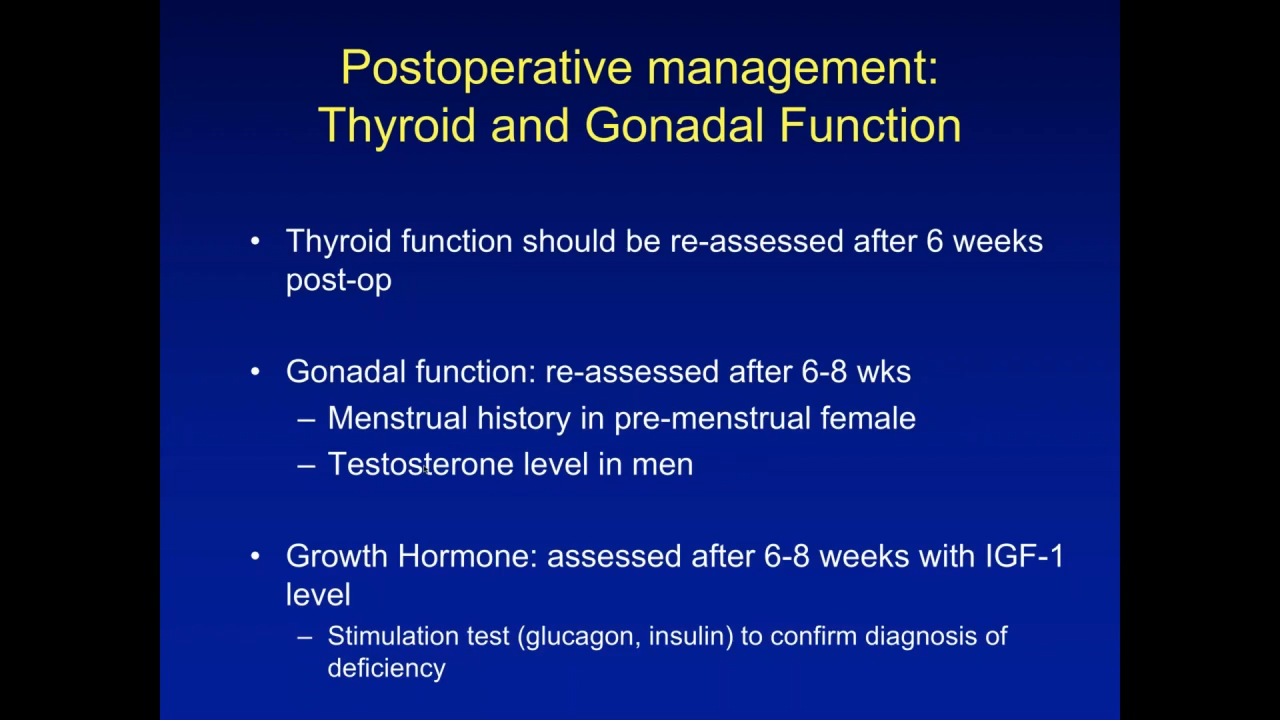 Postoperative management:
Thyroid and Gonadal Function
• Thyroid function should be re-assessed after 6 weeks
post-op
• Gonadal function: re-assessed after 6-8 wks
– Menstrual history in pre-menstrual female
– Testosterone level in men
• Growth Hormone: assessed after 6-8 weeks with IGF-1
level
– Stimulation test (glucagon, insulin) to confirm diagnosis of
deficiency